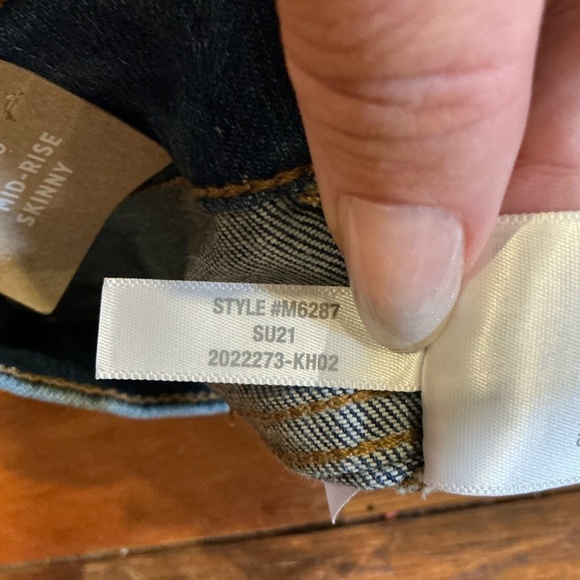 MID-RISE
SKINNY
STYLE #M6287
SU21
2022273-KH02